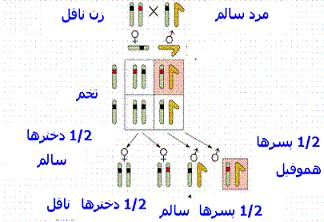 مرد سالم
زن ناقل
تخم
1/2 دخترها
سالم
1/2 پسرها
هموفیل
1/2 دخترها ناقل
1/2 پسرها سالم